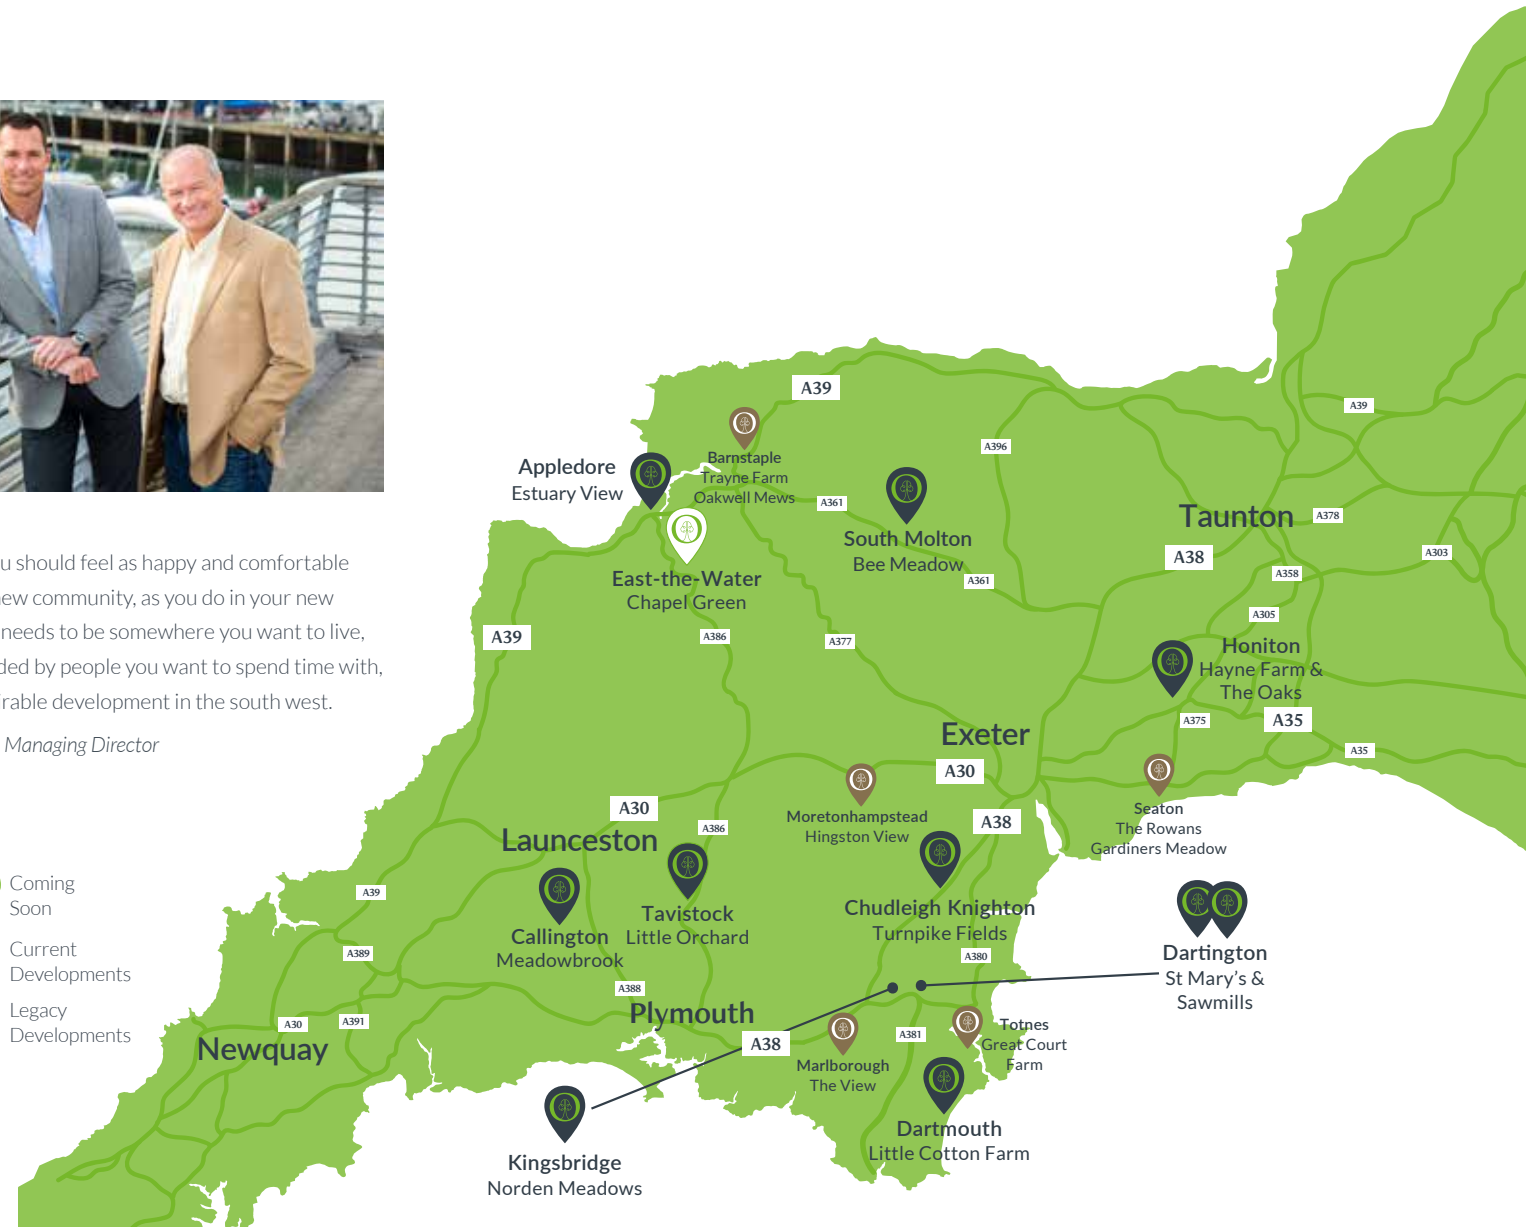 u should feel as happy and comfortable
ew community, as you do in your new
needs to be somewhere you want to live,
ded by people you want to spend time with,
irable development in the south west.
Managing Director
Coming
Soon
Current
Developments
Legacy
Developments
A39
Barnstaple
Trayne Farm
Oakwell Mews
Appledore
Estuary View
A361
A396
A39
South Molton
Bee Meadow
A361
Taunton
A378
A38
A303
A358
A305
East-the-Water
Chapel Green
A39
A386
A377
Honiton
Hayne Farm &
The Oaks
A375
A35
A35
Exeter
A30
Moretonhampstead
Hingston View
A38
Seaton
The Rowans
Gardiners Meadow
A30
Launceston
A386
A39
Callington
Meadowbrook
Tavistock
Little Orchard
Chudleigh Knighton
Turnpike Fields
A380
Dartington
St Mary's &
Sawmills
A389
A388
A30
A391
Newquay
Plymouth
A38
Marlborough
The View
A381
Totnes
Great Court
Farm
Dartmouth
Little Cotton Farm
Kingsbridge
Norden Meadows